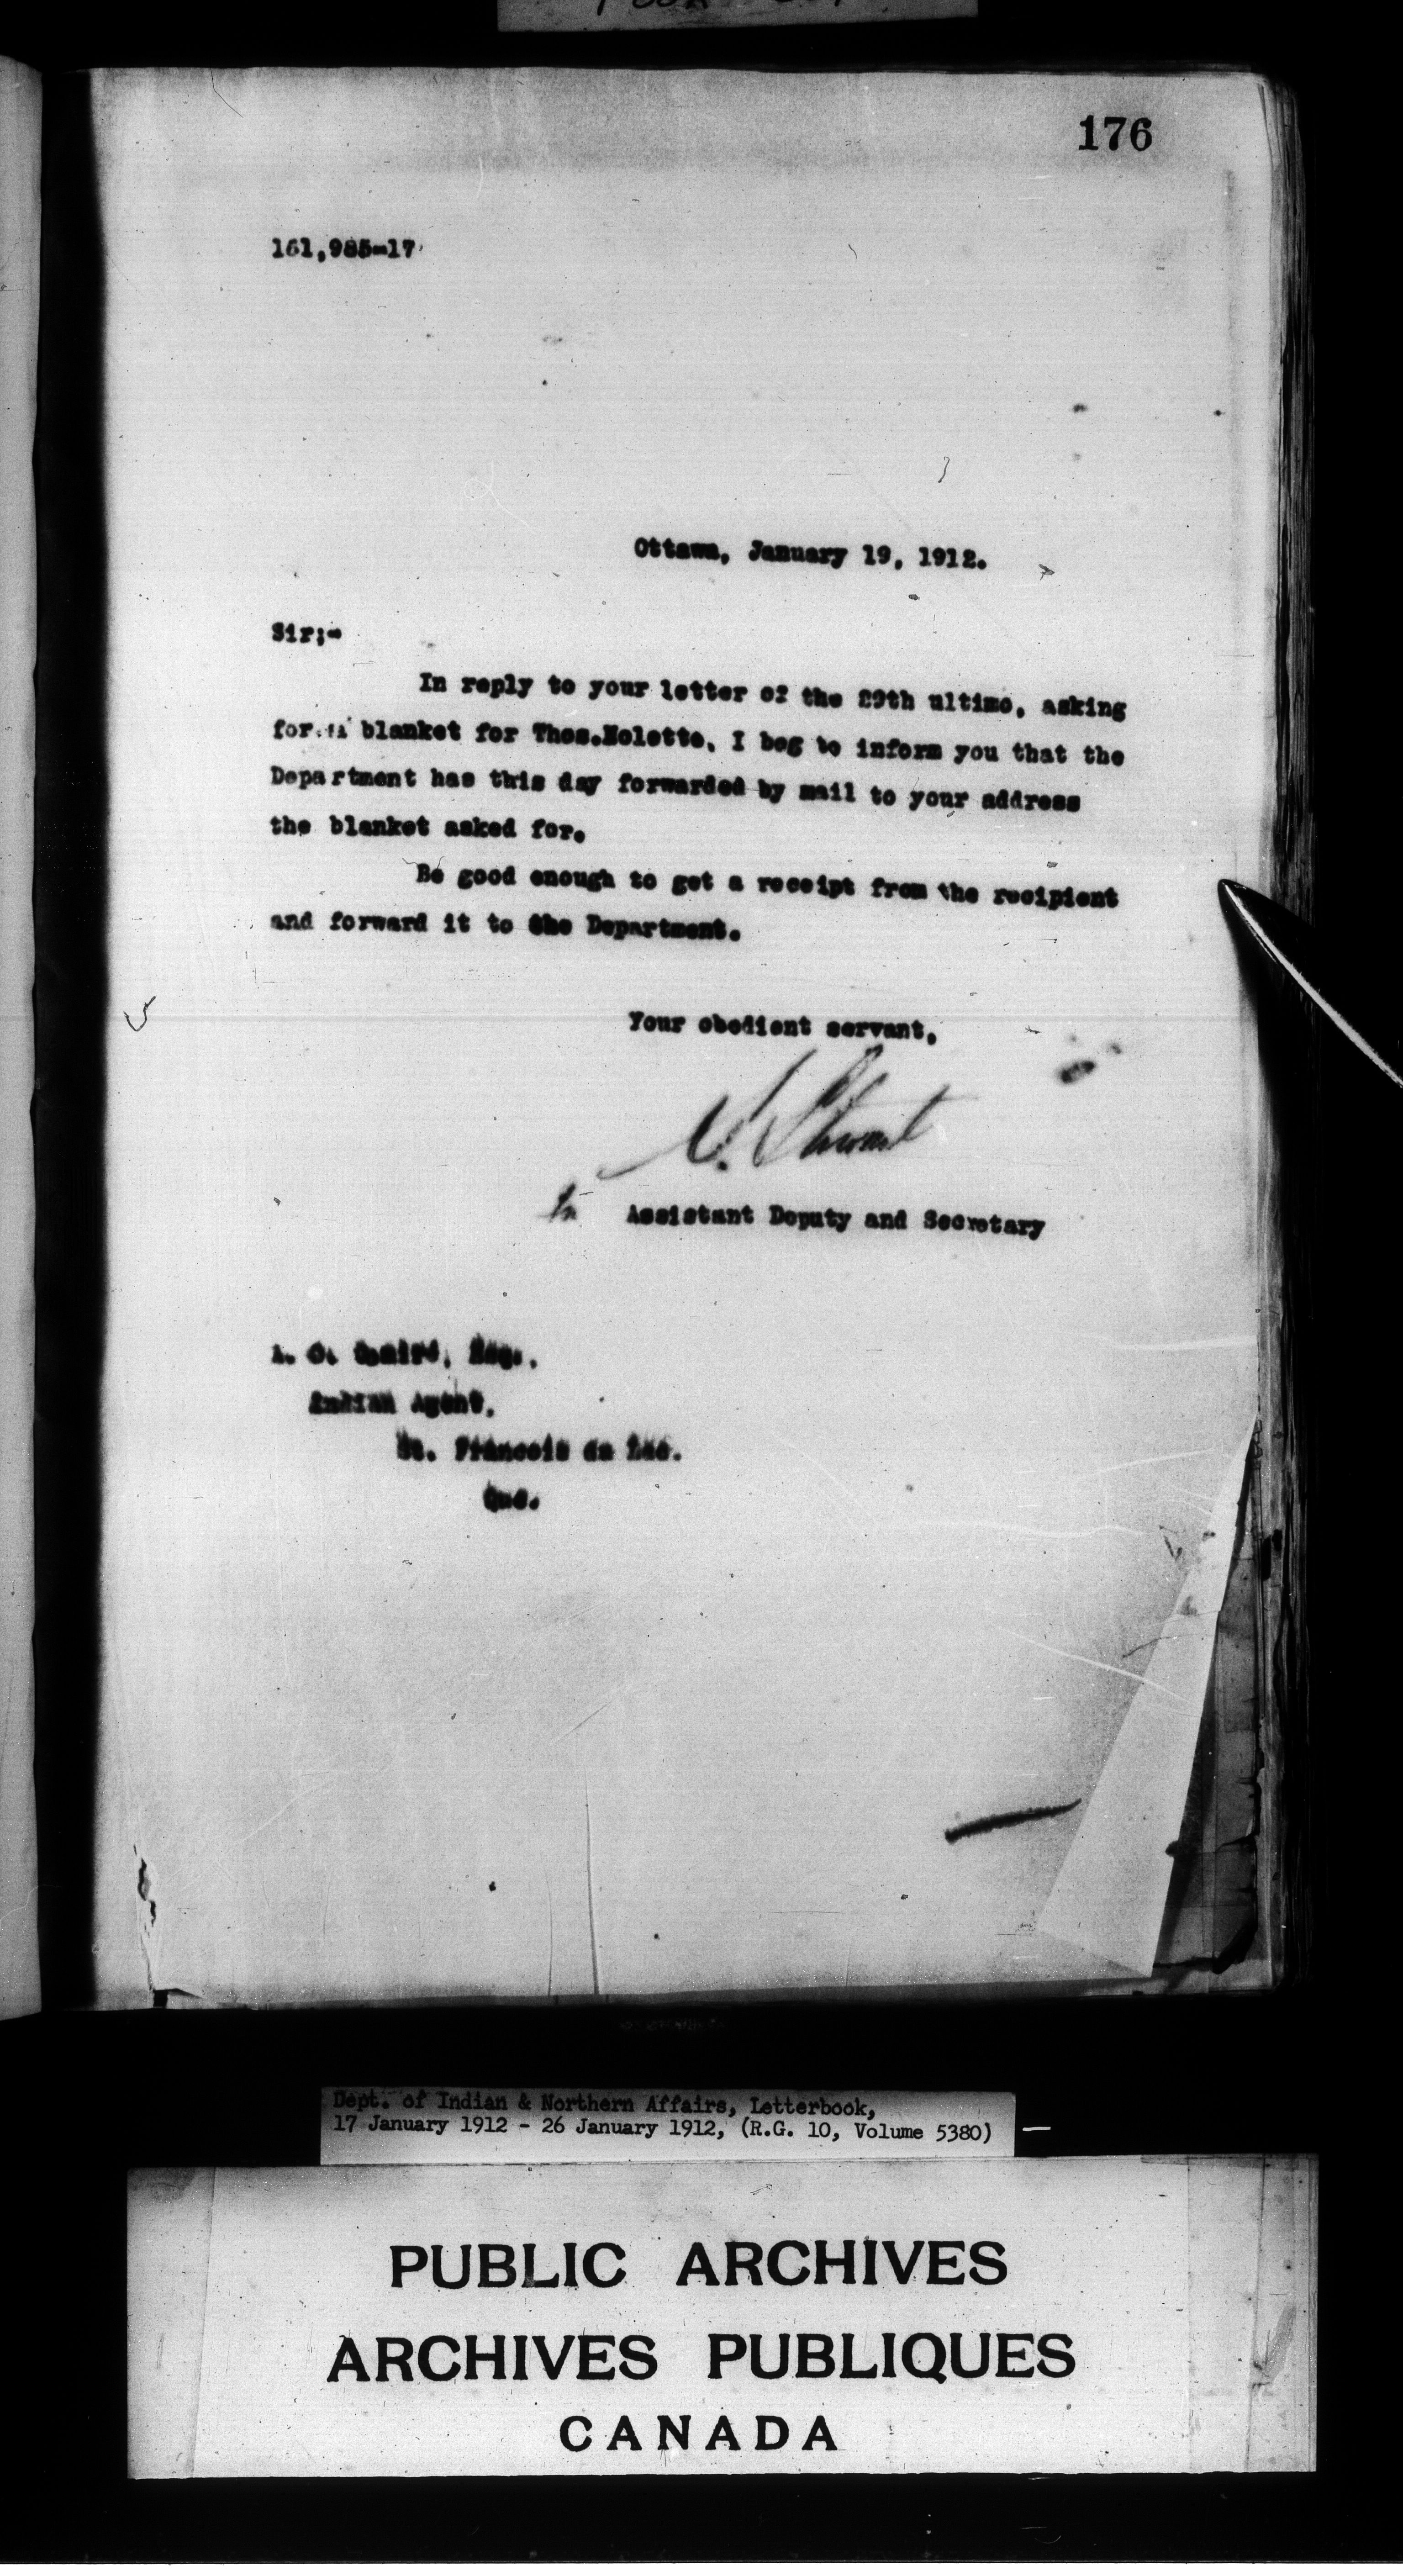 176
161,985-17
Ottawa, January 19, 1912.
Sir;-
In reply to your letter of the 29th ultimo, asking
for a blanket for Thos.Nolette, I beg to inform you that the
Department has this day forwarded by mail to your address
the blanket asked for.
Be good enough to get a receipt from the recipient
and forward it to the Department.
Your obedient servant,
S. Stewart
Assistant Deputy and Secretary
A. O. Comiré, Esq.,
Indian Agent,
St. Francois du Lac.
Que.
Dept. of Indian & Northern Affairs, Letterbook,
17 January 1912 - 26 January 1912, (R.G. 10, Volume 5380)
PUBLIC ARCHIVES
ARCHIVES PUBLIQUES
CANADA